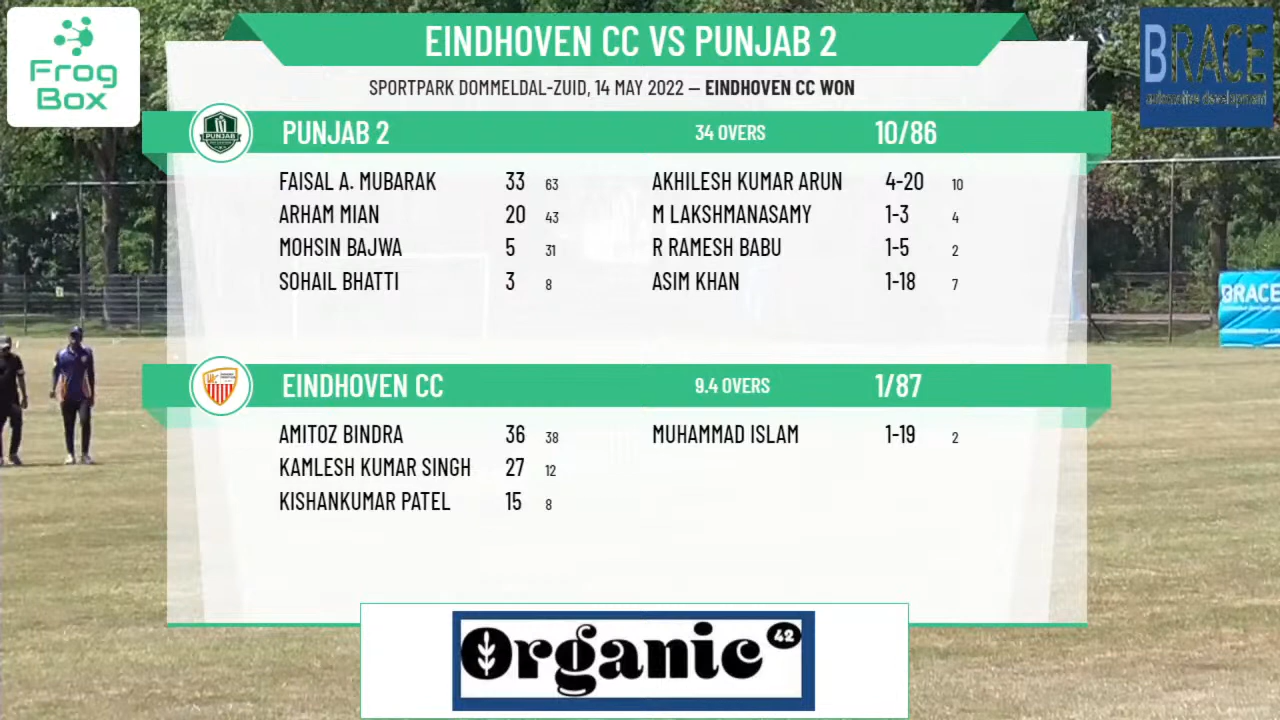 Frog
Box
EINDHOVEN CC VS PUNJAB 2
BRACE
automotive development
SPORTPARK DOMMELDAL-ZUID, 14 MAY 2022 – EINDHOVEN CC WON
PUNJAB
PUNJAB 2 34 OVERS 10/86
FAISAL A. MUBARAK 33 63 AKHILESH KUMAR ARUN 4-20 10
ARHAM MIAN 20 43 M LAKSHMANASAMY 1-3 4
MOHSIN BAJWA 5 31 R RAMESH BABU 1-5 2
SOHAIL BHATTI 3 8 ASIM KHAN 1-18 7
BRACE
EINDHOVEN CC 9.4 OVERS 1/87
AMITOZ BINDRA 36 38 MUHAMMAD ISLAM 1-19 2
KAMLESH KUMAR SINGH 27 12
KISHANKUMAR PATEL 15 8
Organic 42